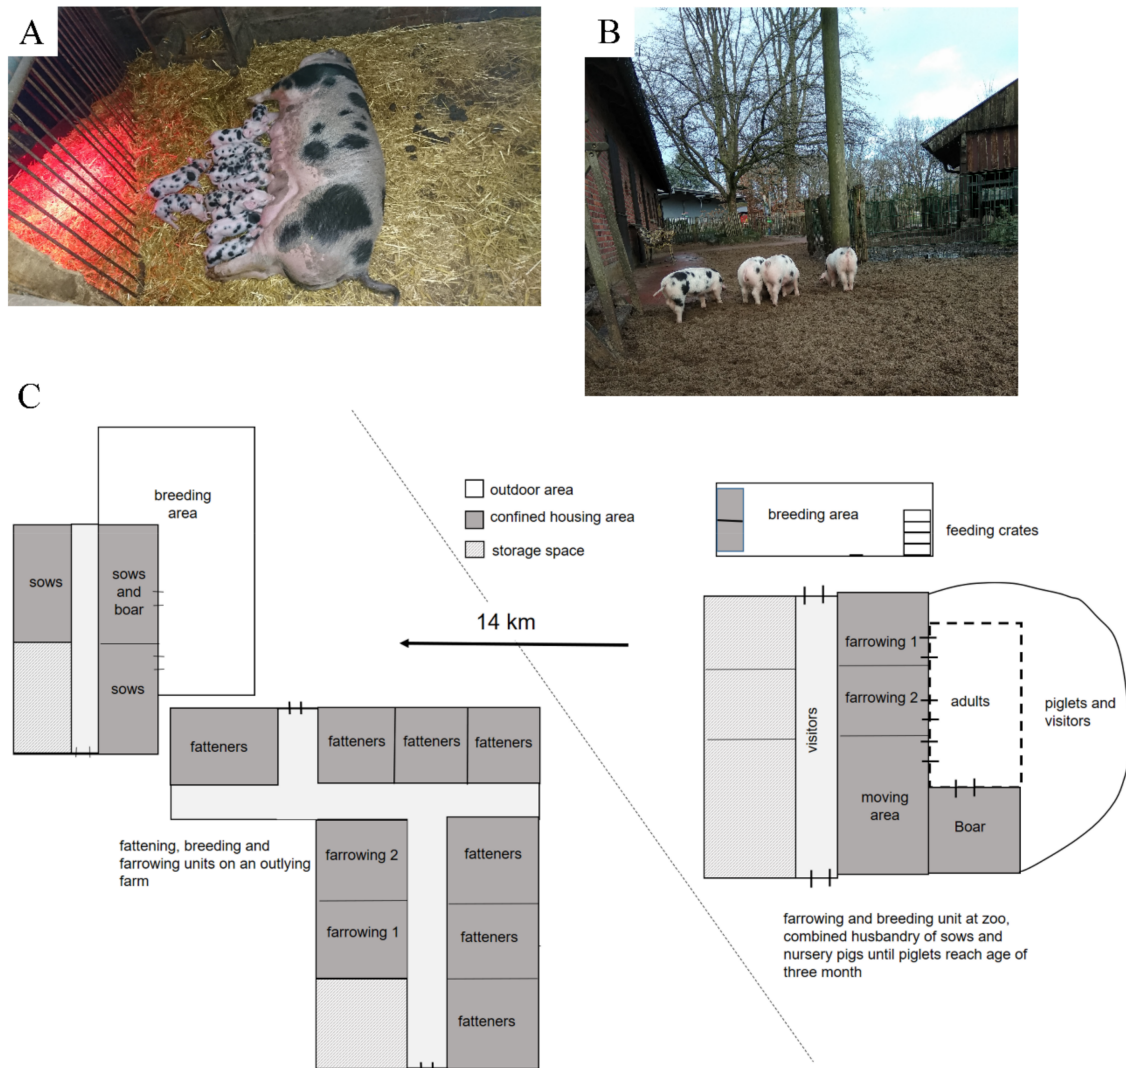 A
B
C
breeding
area
sows
sows
and
boar
sows
outdoor area
confined housing area
storage space
14 km
breeding area
feeding crates
farrowing 1
farrowing 2
moving
area
visitors
adults
piglets and
visitors
Boar
fatteners
fatteners
fatteners
fatteners
fattening, breeding and
farrowing units on an outlying
farm
farrowing 2
farrowing 1
fatteners
fatteners
fatteners
farrowing and breeding unit at zoo,
combined husbandry of sows and
nursery pigs until piglets reach age of
three month